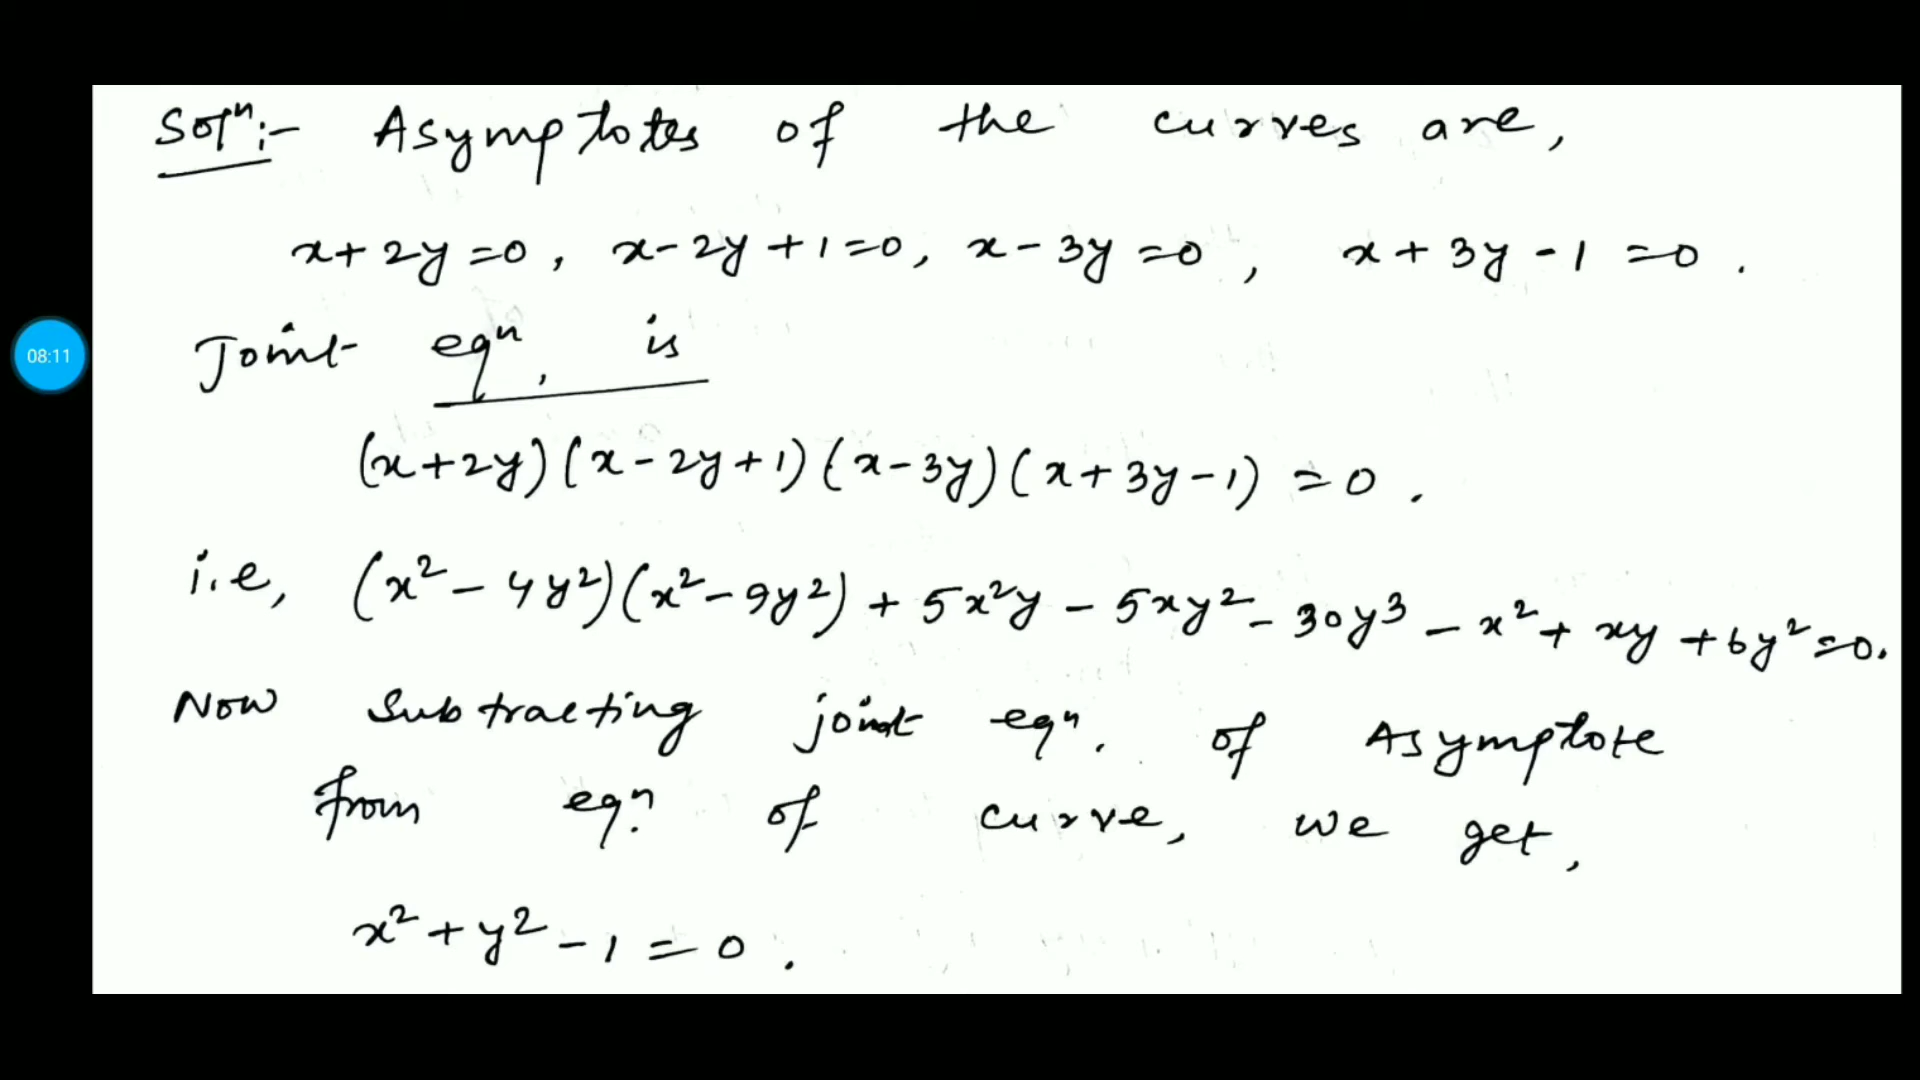 Solⁿ:- Asymptotes of the curves are,
x+2y=0, x-2y+1=0, x-3y=0, x+3y-1=0.
Joint eqⁿ, is
08:11
(x+2y)(x-2y+1)(x-3y)(x+3y-1)=0.
i.e, (x²-4y²)(x²-9y²)+5x²y-5xy²-30y³-x²+xy+6y²=0.
Now Subtracting joint eqⁿ. of Asymptote
from eqⁿ. of curve, we get,
x²+y²-1=0.